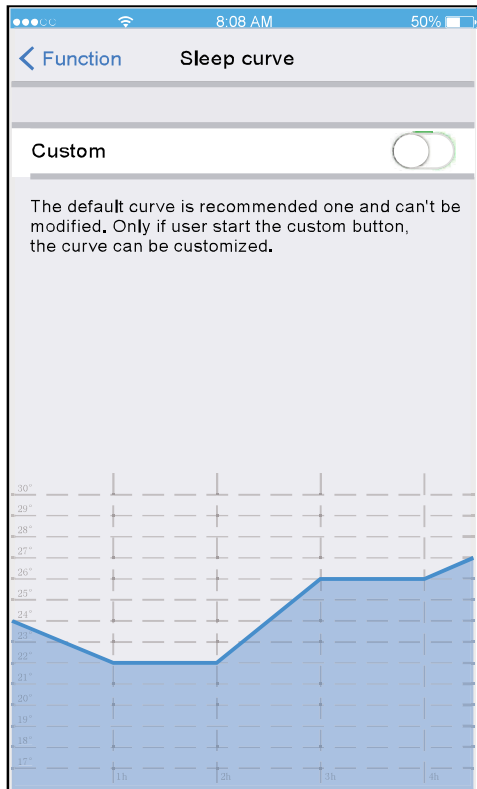 8:08 AM 50%
Function Sleep curve
Custom
The default curve is recommended one and can't be
modified. Only if user start the custom button,
the curve can be customized.
30°
29°
28°
27°
26°
25°
24°
23°
22°
21°
20°
19°
18°
17°
1h 2h 3h 4h